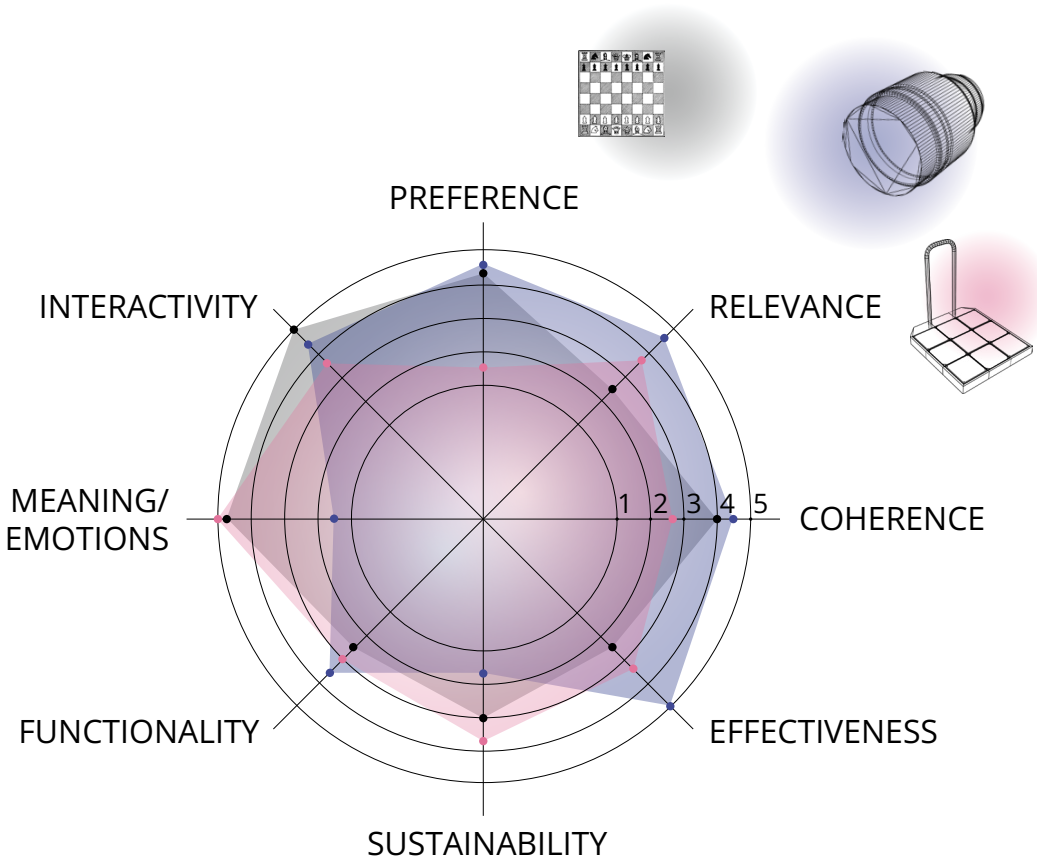 PREFERENCE
INTERACTIVITY
RELEVANCE
MEANING/
EMOTIONS
1 2 3 4 5
COHERENCE
FUNCTIONALITY
EFFECTIVENESS
SUSTAINABILITY